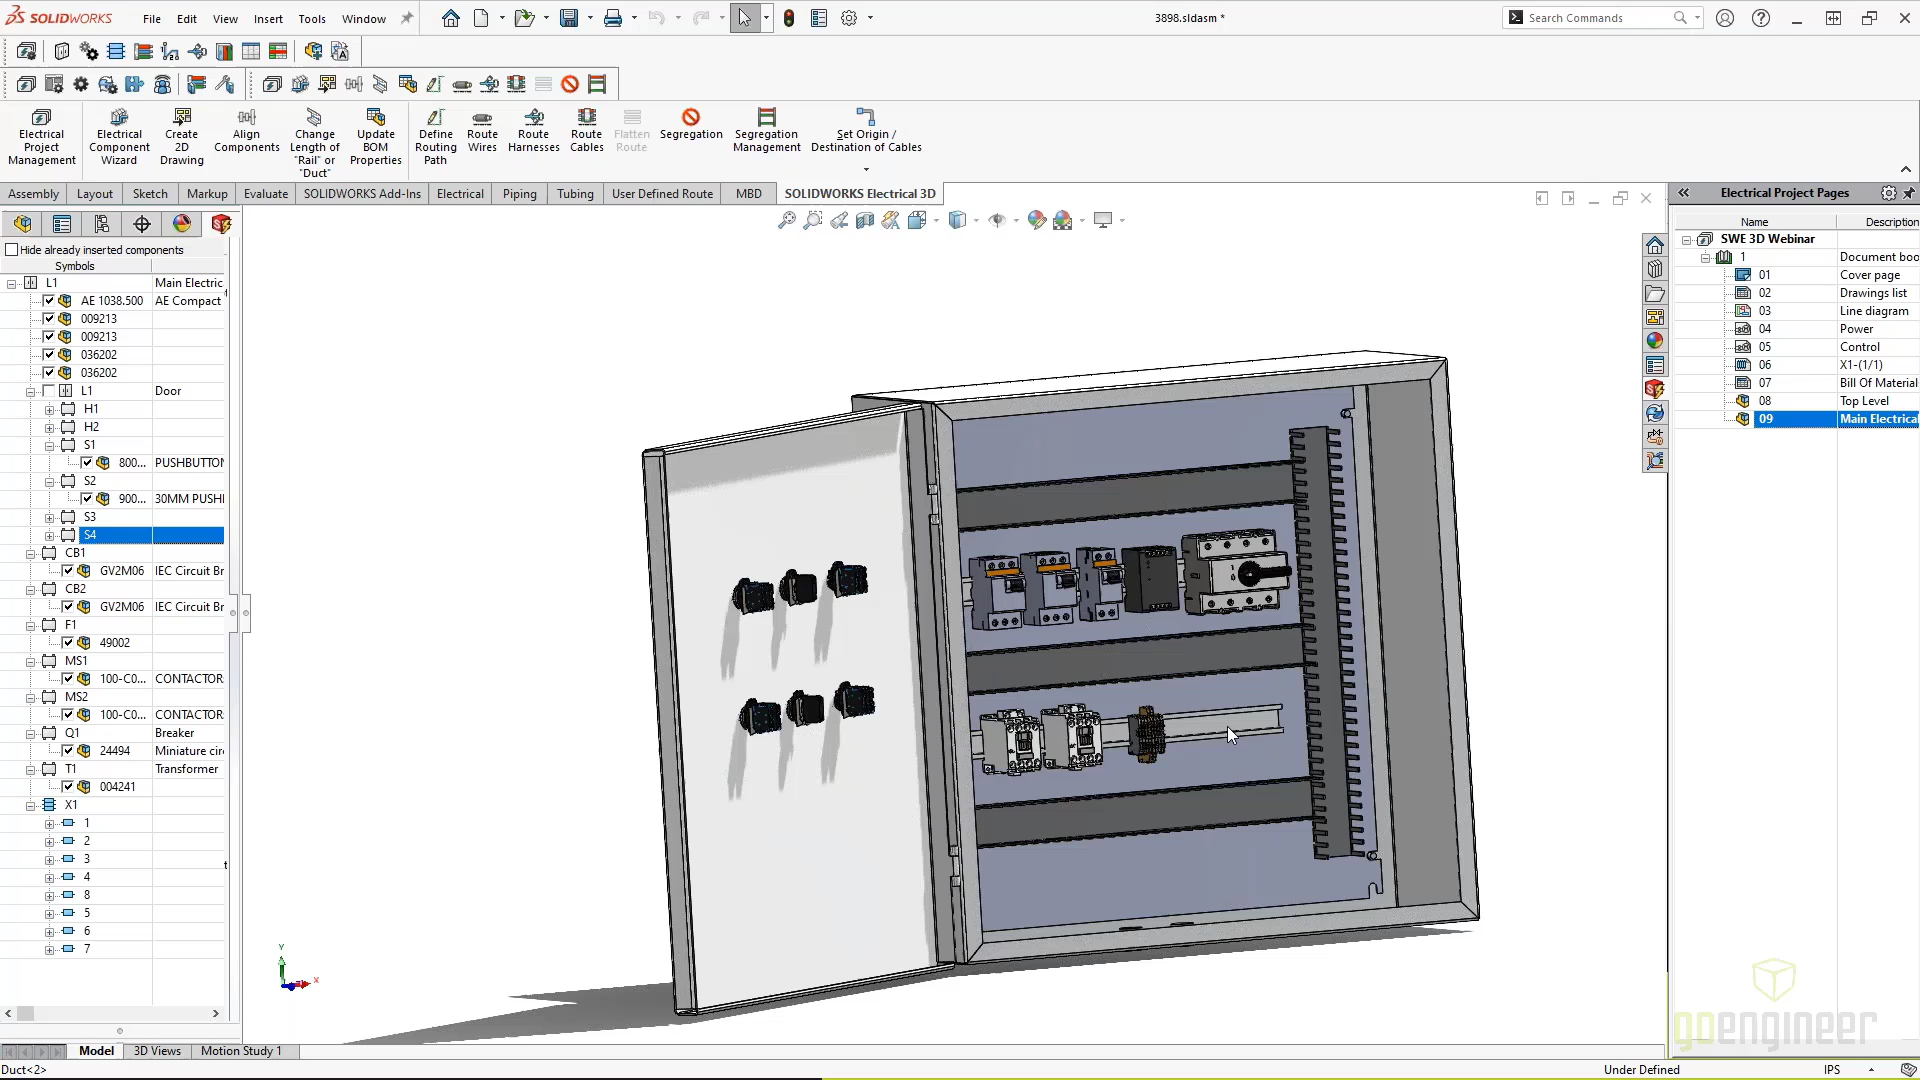 SOLIDWORKS
File Edit View Insert Tools Window
3898.sldasm *
Search Commands
Electrical Project Management
Electrical Component Wizard
Create 2D Drawing
Align Components
Change Length of "Rail" or "Duct"
Update BOM Properties
Define Routing Path
Route Wires
Route Harnesses
Route Cables
Flatten Route
Segregation
Segregation Management
Set Origin / Destination of Cables
Assembly Layout Sketch Markup Evaluate SOLIDWORKS Add-Ins Electrical Piping Tubing User Defined Route MBD SOLIDWORKS Electrical 3D
Hide already inserted components
Symbols
L1 Main Electric
AE 1038.500 AE Compact
009213
009213
036202
036202
L1 Door
H1
H2
S1
800... PUSHBUTTON
S2
900... 30MM PUSHI
S3
S4
CB1
GV2M06 IEC Circuit Br
CB2
GV2M06 IEC Circuit Br
F1
49002
MS1
100-C0... CONTACTOR
MS2
100-C0... CONTACTOR
Q1 Breaker
24494 Miniature cir
T1 Transformer
004241
X1
1
2
3
4
8
5
6
7
Y
X
Electrical Project Pages
Name Description
SWE 3D Webinar
1 Document boo
01 Cover page
02 Drawings list
03 Line diagram
04 Power
05 Control
06 X1-(1/1)
07 Bill Of Material
08 Top Level
09 Main Electrical
goengineer
Model 3D Views Motion Study 1
Duct<2> Under Defined IPS